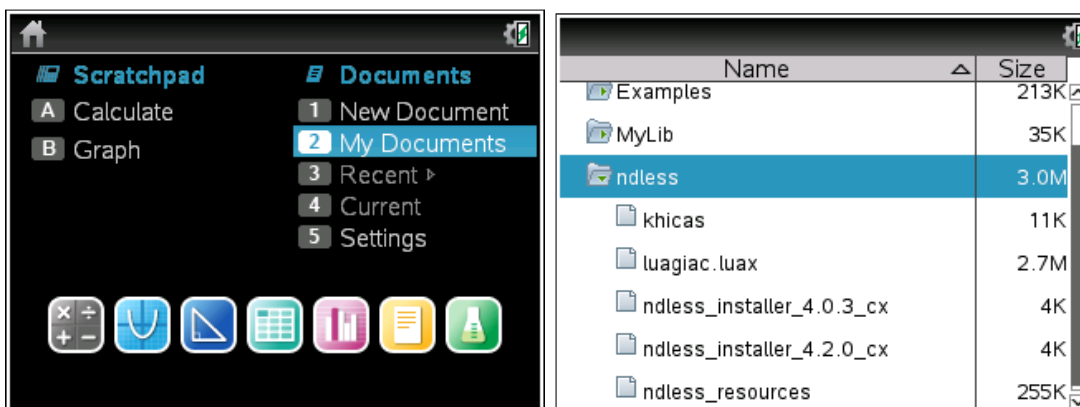 Scratchpad
A Calculate
B Graph
Documents
1 New Document
2 My Documents
3 Recent ▹
4 Current
5 Settings
Name Size
Examples 213K
MyLib 35K
ndless 3.0M
khicas 11K
luagiac.luax 2.7M
ndless_installer_4.0.3_cx 4K
ndless_installer_4.2.0_cx 4K
ndless_resources 255K